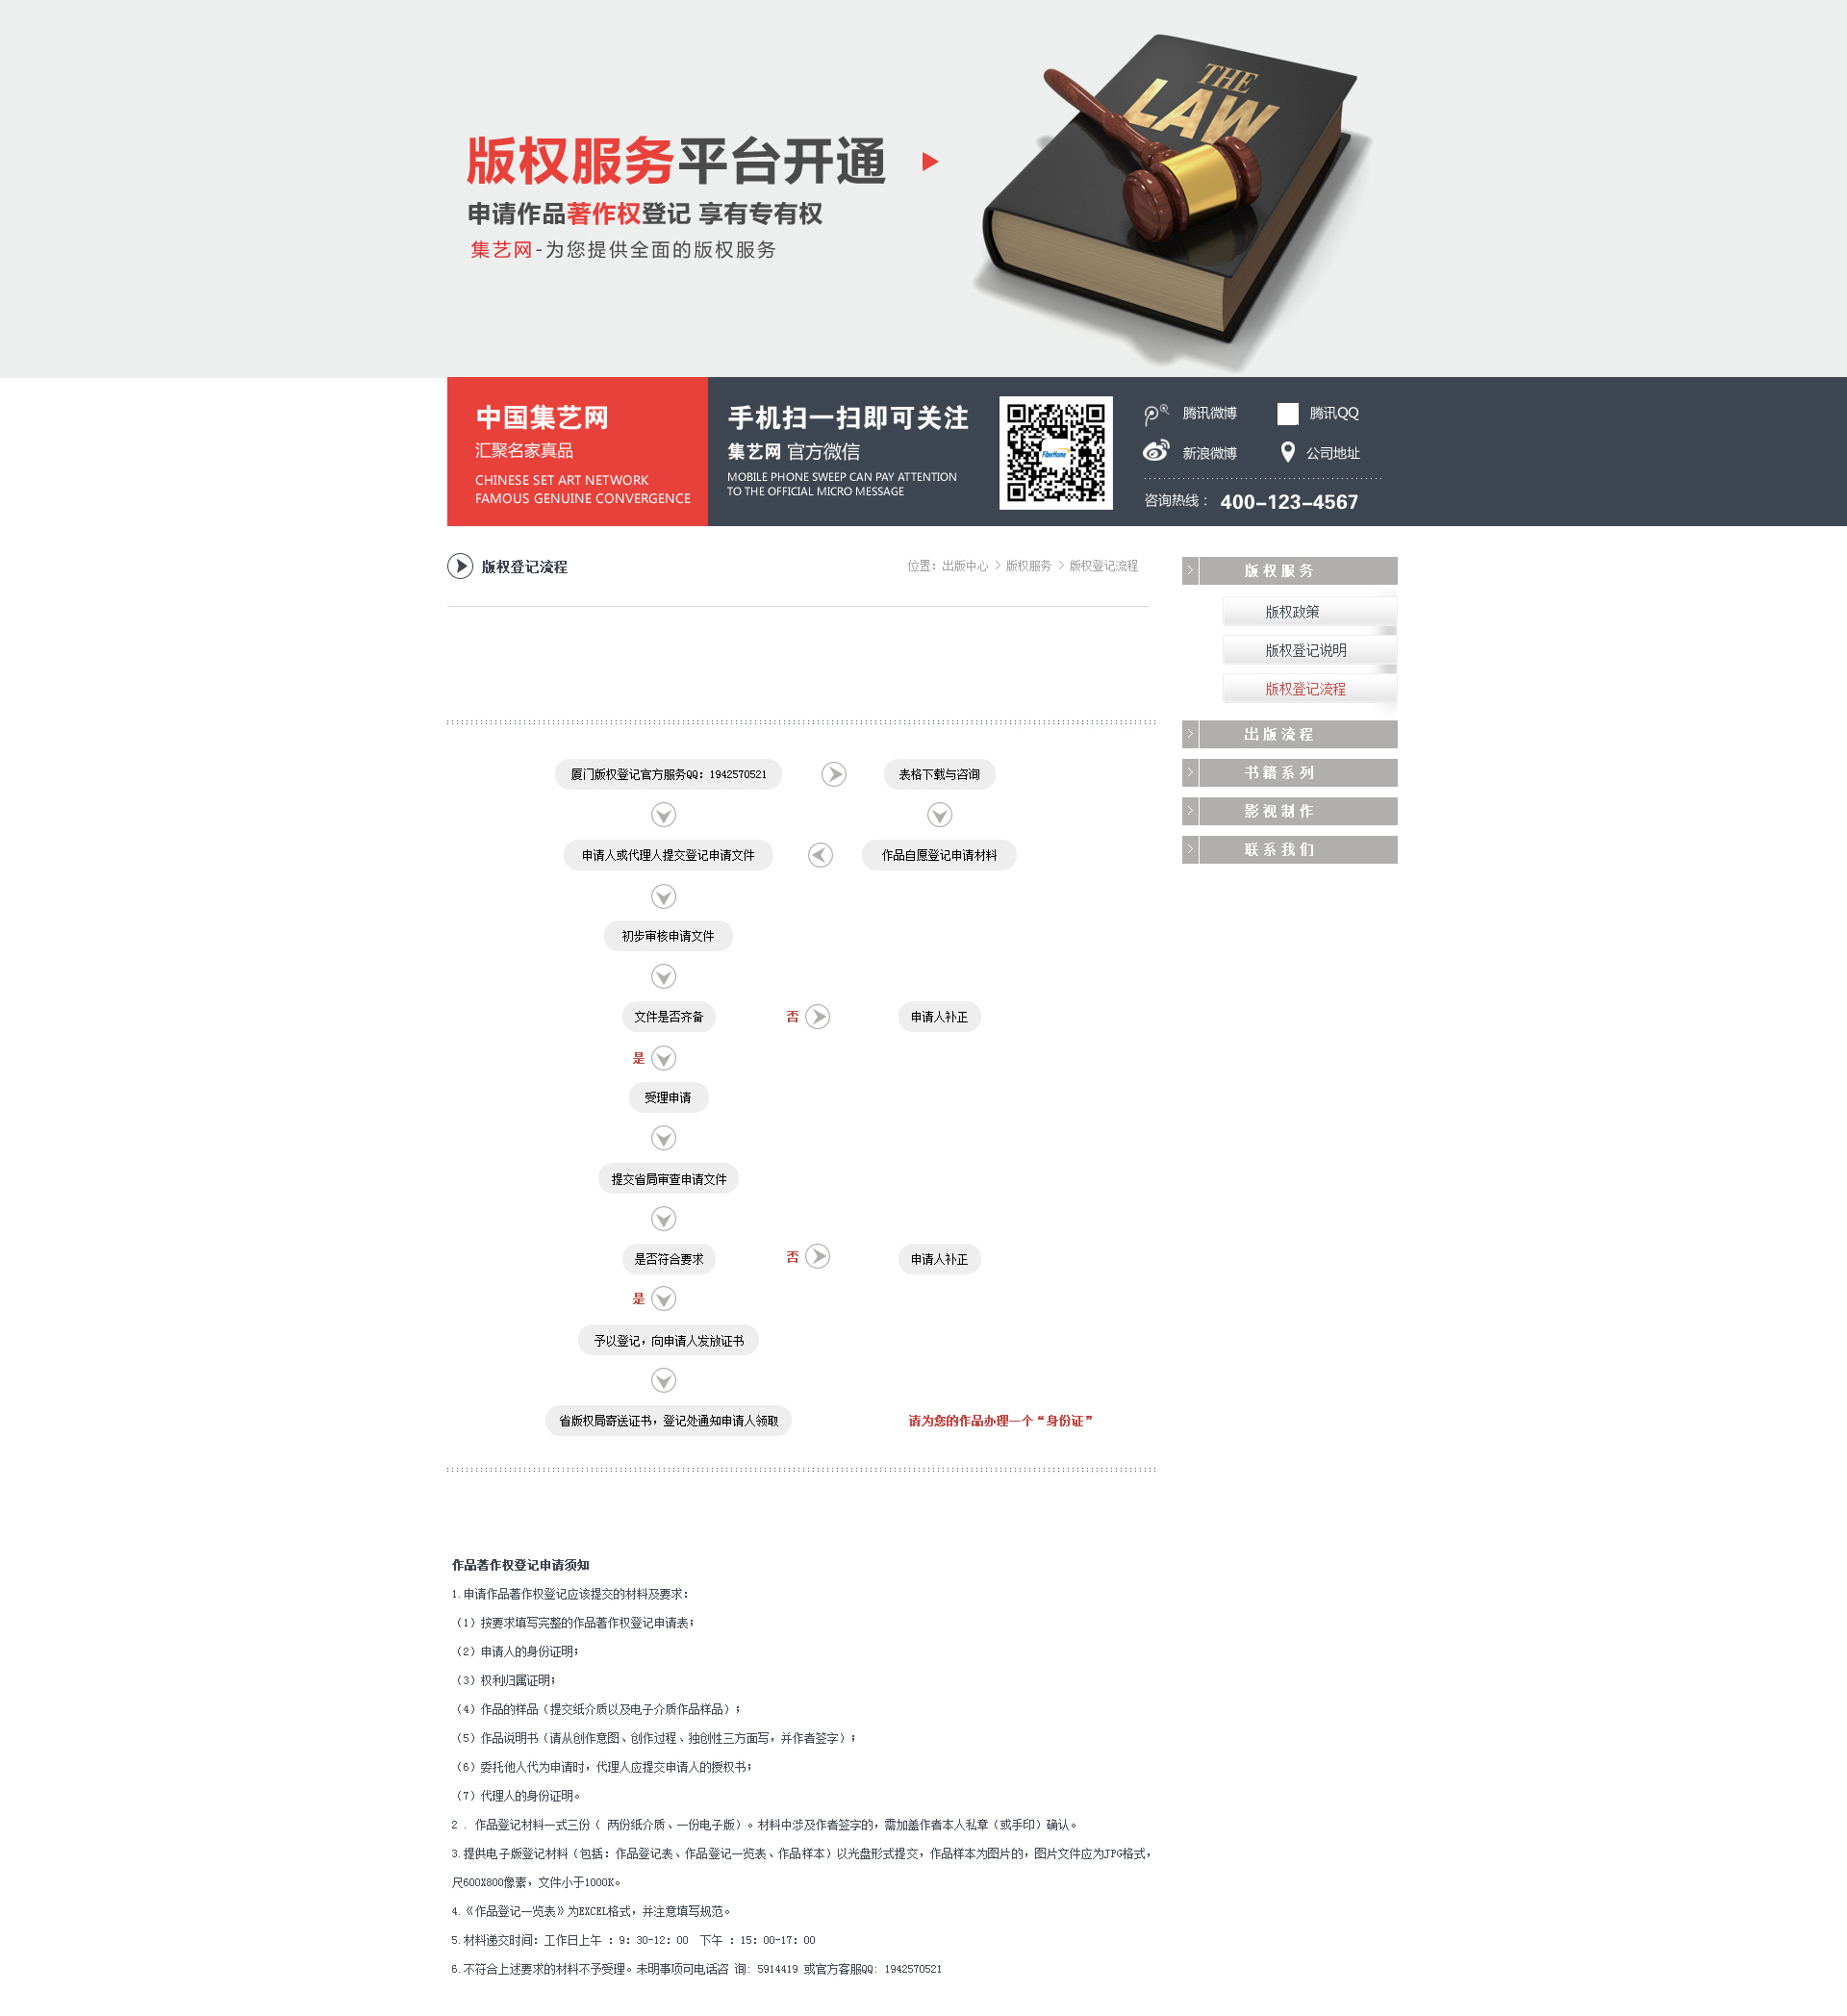 THE
LAW
版权服务平台开通
申请作品著作权登记 享有专有权
集艺网-为您提供全面的版权服务
中国集艺网
汇聚名家真品
CHINESE SET ART NETWORK
FAMOUS GENUINE CONVERGENCE
手机扫一扫即可关注
集艺网 官方微信
MOBILE PHONE SWEEP CAN PAY ATTENTION
TO THE OFFICIAL MICRO MESSAGE
FiberHome
腾讯微博
腾讯QQ
新浪微博
公司地址
咨询热线： 400-123-4567
版权登记流程
位置：出版中心 > 版权服务 > 版权登记流程
版权服务
版权政策
版权登记说明
版权登记流程
出版流程
书籍系列
影视制作
联系我们
厦门版权登记官方服务QQ：1942570521
表格下载与咨询
申请人或代理人提交登记申请文件
作品自愿登记申请材料
初步审核申请文件
文件是否齐备
否
申请人补正
是
受理申请
提交省局审查申请文件
是否符合要求
否
申请人补正
是
予以登记，向申请人发放证书
省版权局寄送证书，登记处通知申请人领取
请为您的作品办理一个“身份证”
作品著作权登记申请须知
1.申请作品著作权登记应该提交的材料及要求：
（1）按要求填写完整的作品著作权登记申请表；
（2）申请人的身份证明；
（3）权利归属证明；
（4）作品的样品（提交纸介质以及电子介质作品样品）；
（5）作品说明书（请从创作意图、创作过程、独创性三方面写，并作者签字）；
（6）委托他人代为申请时，代理人应提交申请人的授权书；
（7）代理人的身份证明。
2 . 作品登记材料一式三份（ 两份纸介质、一份电子版）。材料中涉及作者签字的，需加盖作者本人私章（或手印）确认。
3.提供电子版登记材料（包括：作品登记表、作品登记一览表、作品样本）以光盘形式提交，作品样本为图片的，图片文件应为JPG格式，
尺600X800像素，文件小于1000K。
4.《作品登记一览表》为EXCEL格式，并注意填写规范。
5.材料递交时间：工作日上午 ：9：30-12：00 下午 ：15：00-17：00
6.不符合上述要求的材料不予受理。未明事项可电话咨 询: 5914419 或官方客服QQ: 1942570521